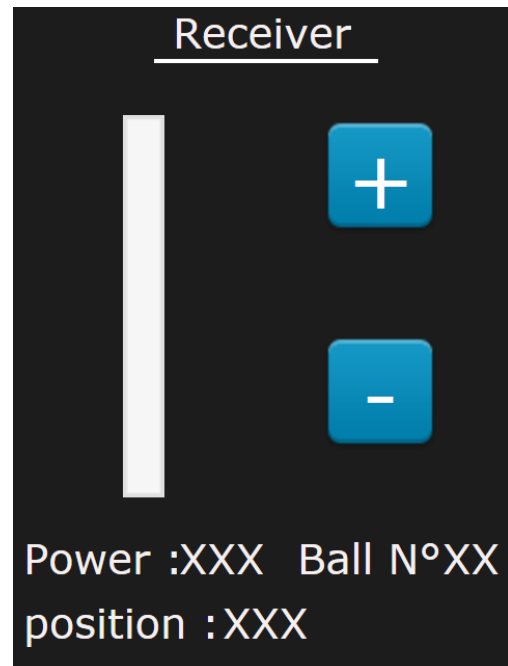 Receiver
+
-
Power :XXX Ball N°XX
position :XXX